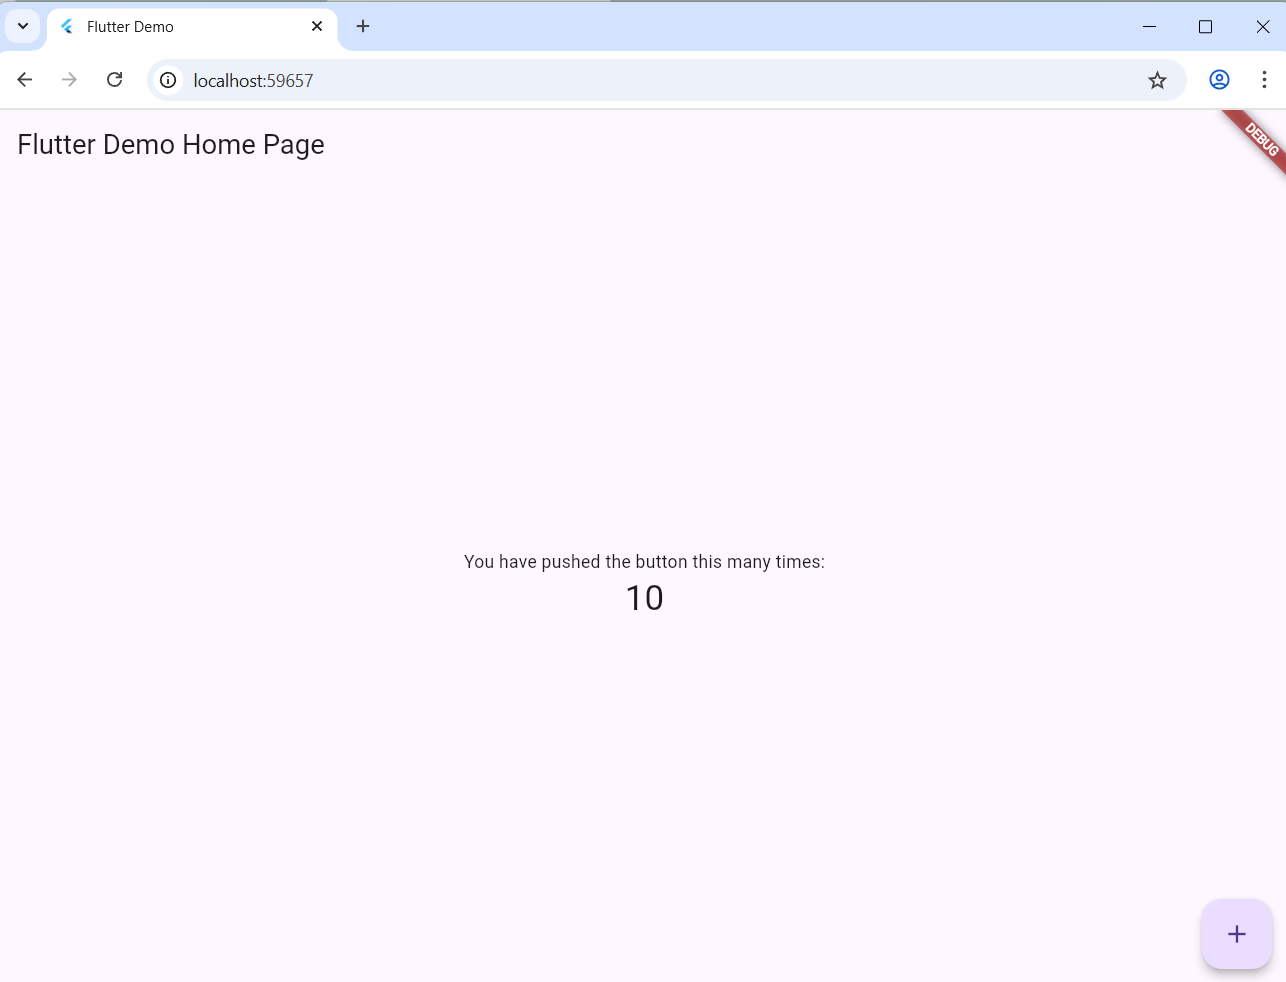 Flutter Demo
localhost:59657
Flutter Demo Home Page
DEBUG
You have pushed the button this many times:
10